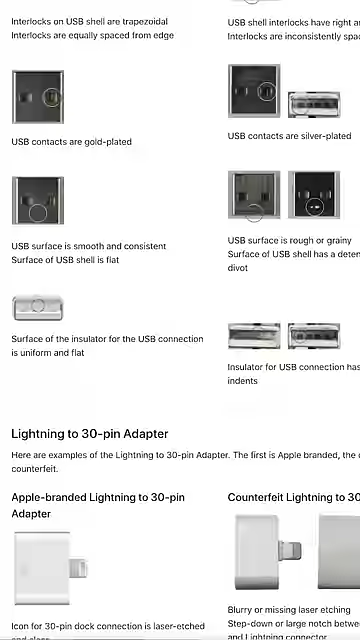 Interlocks on USB shell are trapezoidal
Interlocks are equally spaced from edge
USB shell interlocks have right
Interlocks are inconsistently
USB contacts are gold-plated
USB contacts are silver-plated
USB surface is smooth and consistent
Surface of USB shell is flat
USB surface is rough or grainy
Surface of USB shell has a
divot
Surface of the insulator for the USB connection
is uniform and flat
Insulator for USB connection has
indents
Lightning to 30-pin Adapter
Here are examples of the Lightning to 30-pin Adapter. The first is Apple branded, the
counterfeit.
Apple-branded Lightning to 30-pin
Adapter
Counterfeit Lightning to
Icon for 30-pin dock connection is laser-etched
and clear
Blurry or missing laser etching
Step-down or large notch
and Lightning connector